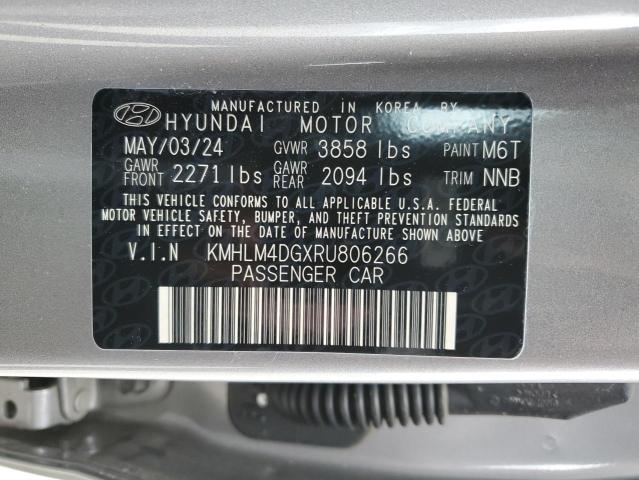 MANUFACTURED IN KOREA BY
HYUNDAI MOTOR COMPANY
MAY/03/24 GVWR 3858 lbs PAINT M6T
GAWR FRONT 2271 lbs GAWR REAR 2094 lbs TRIM NNB
THIS VEHICLE CONFORMS TO ALL APPLICABLE U.S.A. FEDERAL
MOTOR VEHICLE SAFETY, BUMPER, AND THEFT PREVENTION STANDARDS
IN EFFECT ON THE DATE OF MANUFACTURE SHOWN ABOVE.
V.I.N KMHLM4DGXRU806266
PASSENGER CAR